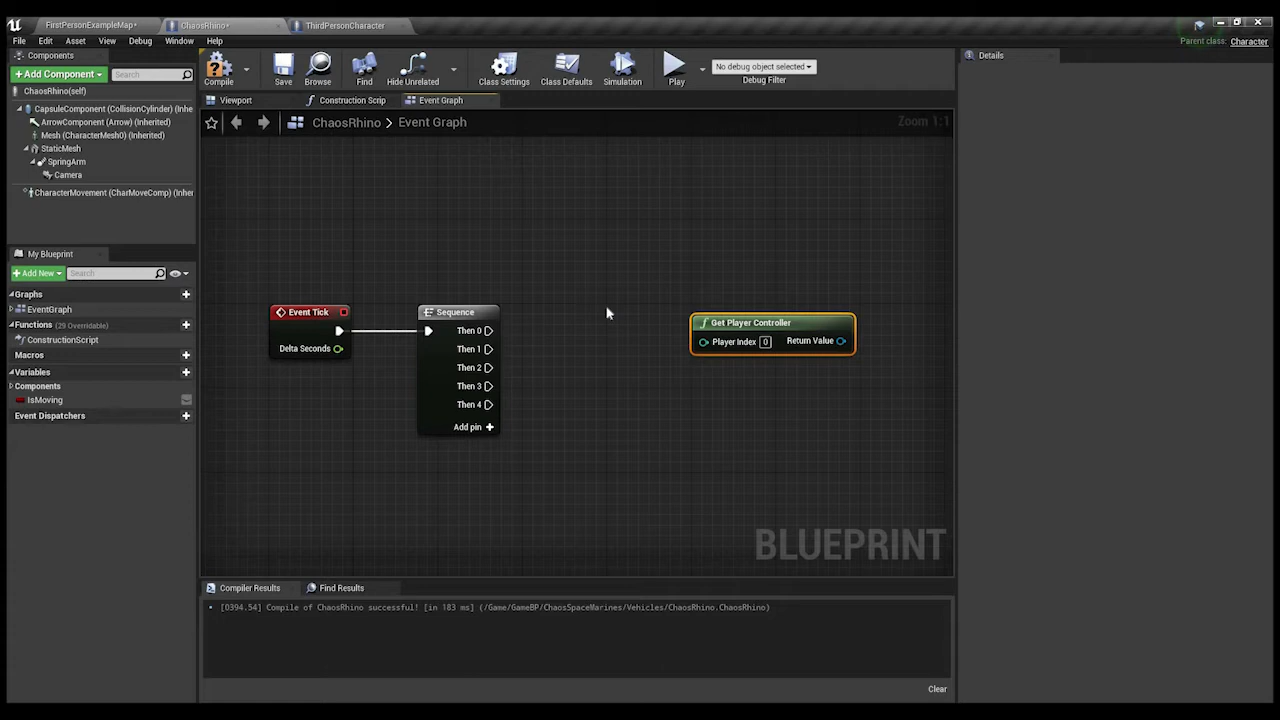 FirstPersonExampleMap*
ChaosRhino*
ThirdPersonCharacter
File Edit Asset View Debug Window Help
Parent class: Character
Components
+Add Component
Search
ChaosRhino(self)
CapsuleComponent (CollisionCylinder) (Inhe
ArrowComponent (Arrow) (Inherited)
Mesh (CharacterMesh0) (Inherited)
StaticMesh
SpringArm
Camera
CharacterMovement (CharMoveComp) (Inher
My Blueprint
+Add New
Search
Graphs
EventGraph
Functions (29 Overridable)
ConstructionScript
Macros
Variables
Components
IsMoving
Event Dispatchers
Compile
Save
Browse
Find
Hide Unrelated
Class Settings
Class Defaults
Simulation
Play
No debug object selected
Debug Filter
Viewport
Construction Scrip
Event Graph
ChaosRhino > Event Graph
Zoom 1:1
Event Tick
Delta Seconds
Sequence
Then 0
Then 1
Then 2
Then 3
Then 4
Add pin +
Get Player Controller
Player Index 0
Return Value
BLUEPRINT
Compiler Results
Find Results
[0394.54] Compile of ChaosRhino successful! [in 183 ms] (/Game/GameBP/ChaosSpaceMarines/Vehicles/ChaosRhino.ChaosRhino)
Clear
Details